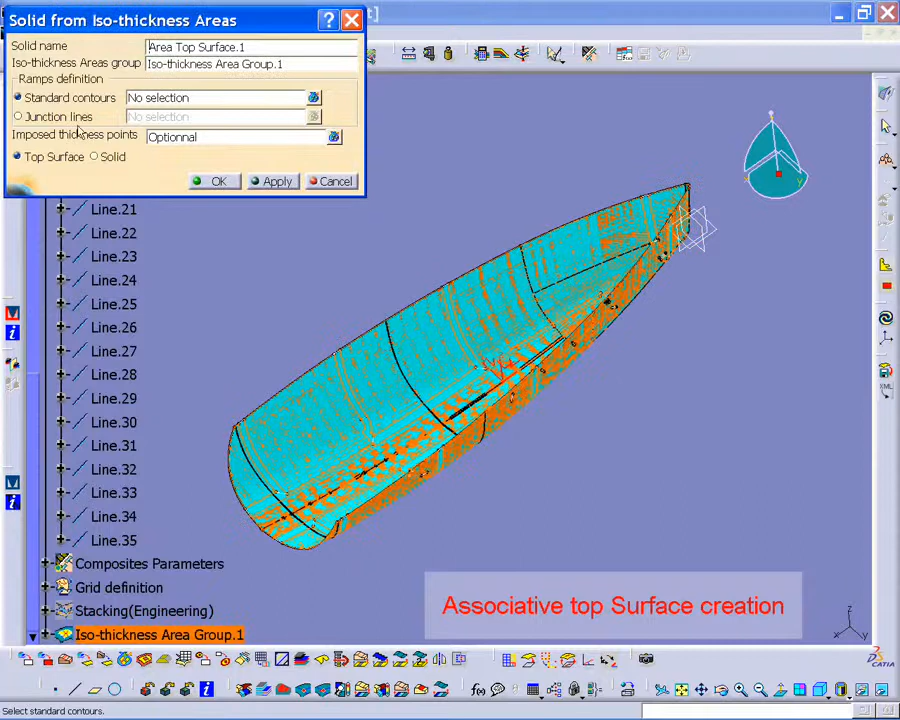 Solid from Iso-thickness Areas
Solid name
Area Top Surface.1
Iso-thickness Areas group
Iso-thickness Area Group.1
Ramps definition
Standard contours
No selection
Junction lines
No selection
Imposed thickness points
Optionnal
Top Surface
Solid
OK
Apply
Cancel
Line.21
Line.22
Line.23
Line.24
Line.25
Line.26
Line.27
Line.28
Line.29
Line.30
Line.31
Line.32
Line.33
Line.34
Line.35
Composites Parameters
Grid definition
Stacking(Engineering)
Iso-thickness Area Group.1
Associative top Surface creation
z
x
y
XML
f(x)
CATIA
Select standard contours.